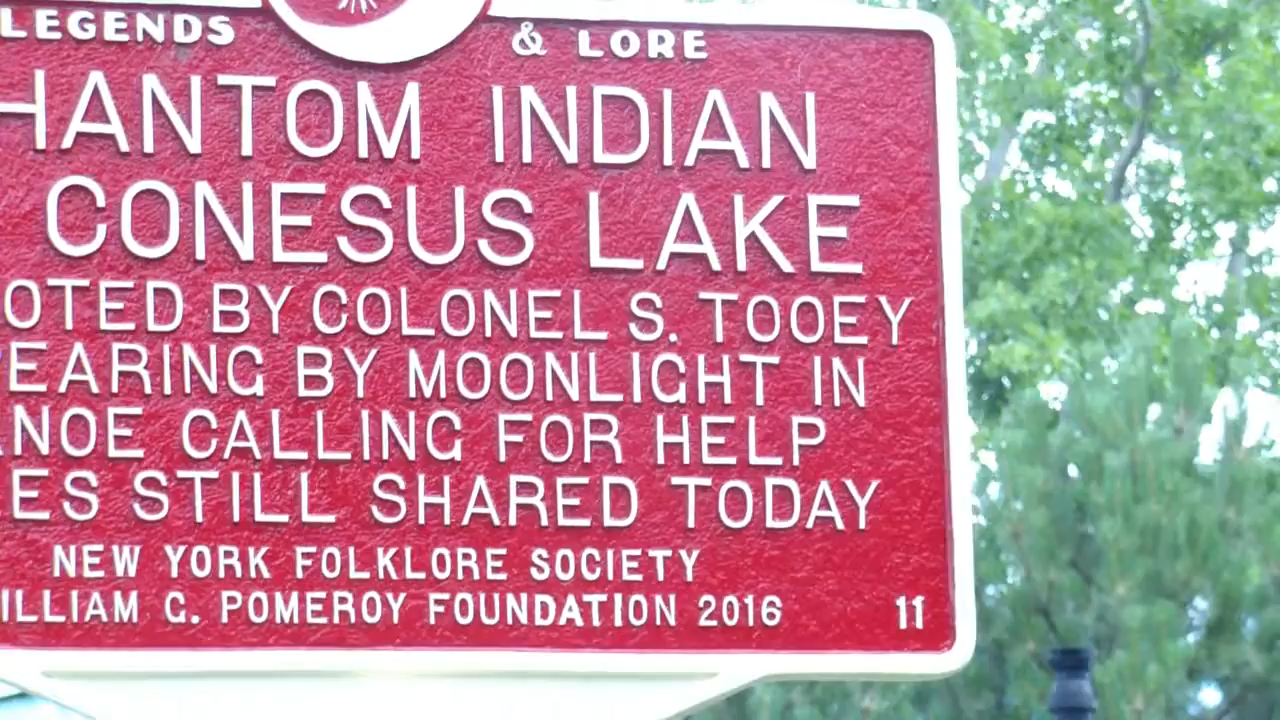 LEGENDS & LORE
HANTOM INDIAN
CONESUS LAKE
OTED BY COLONEL S. TOOEY
EARING BY MOONLIGHT IN
NOE CALLING FOR HELP
ES STILL SHARED TODAY
NEW YORK FOLKLORE SOCIETY
ILLIAM G. POMEROY FOUNDATION 2016 11